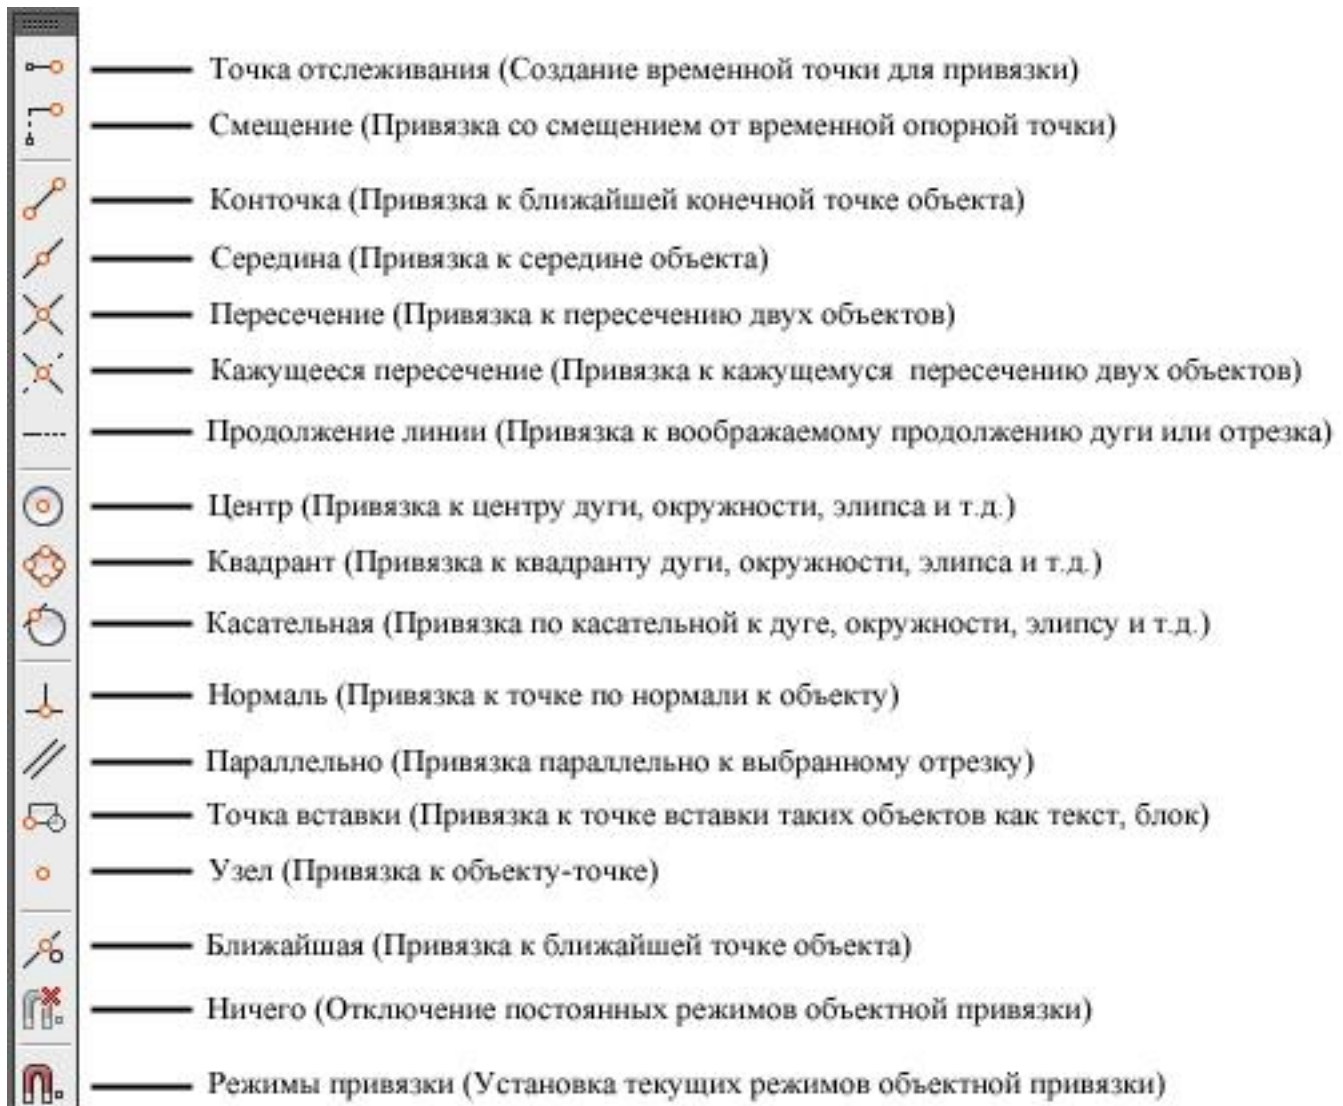 Точка отслеживания (Создание временной точки для привязки)
Смещение (Привязка со смещением от временной опорной точки)
Конточка (Привязка к ближайшей конечной точке объекта)
Середина (Привязка к середине объекта)
Пересечение (Привязка к пересечению двух объектов)
Кажущееся пересечение (Привязка к кажущемуся пересечению двух объектов)
Продолжение линии (Привязка к воображаемому продолжению дуги или отрезка)
Центр (Привязка к центру дуги, окружности, элипса и т.д.)
Квадрант (Привязка к квадранту дуги, окружности, элипса и т.д.)
Касательная (Привязка по касательной к дуге, окружности, элипсу и т.д.)
Нормаль (Привязка к точке по нормали к объекту)
Параллельно (Привязка параллельно к выбранному отрезку)
Точка вставки (Привязка к точке вставки таких объектов как текст, блок)
Узел (Привязка к объекту-точке)
Ближайшая (Привязка к ближайшей точке объекта)
Ничего (Отключение постоянных режимов объектной привязки)
Режимы привязки (Установка текущих режимов объектной привязки)